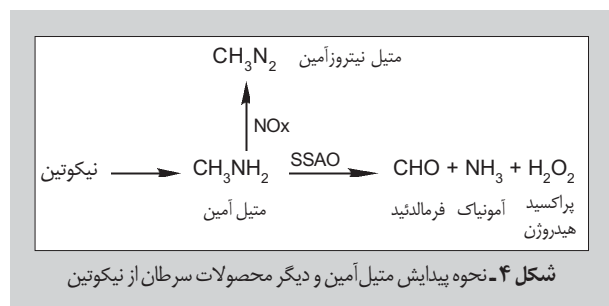 CH₃N₂ متیل نیتروزآمین
NOx
نیکوتین CH₃NH₂ SSAO CHO + NH₃ + H₂O₂
متیل آمین فرمالدئید آمونیاک پراکسید
هیدروژن
شکل ۴ـ نحوه پیدایش متیل‌آمین و دیگر محصولات سرطان‌زا از نیکوتین